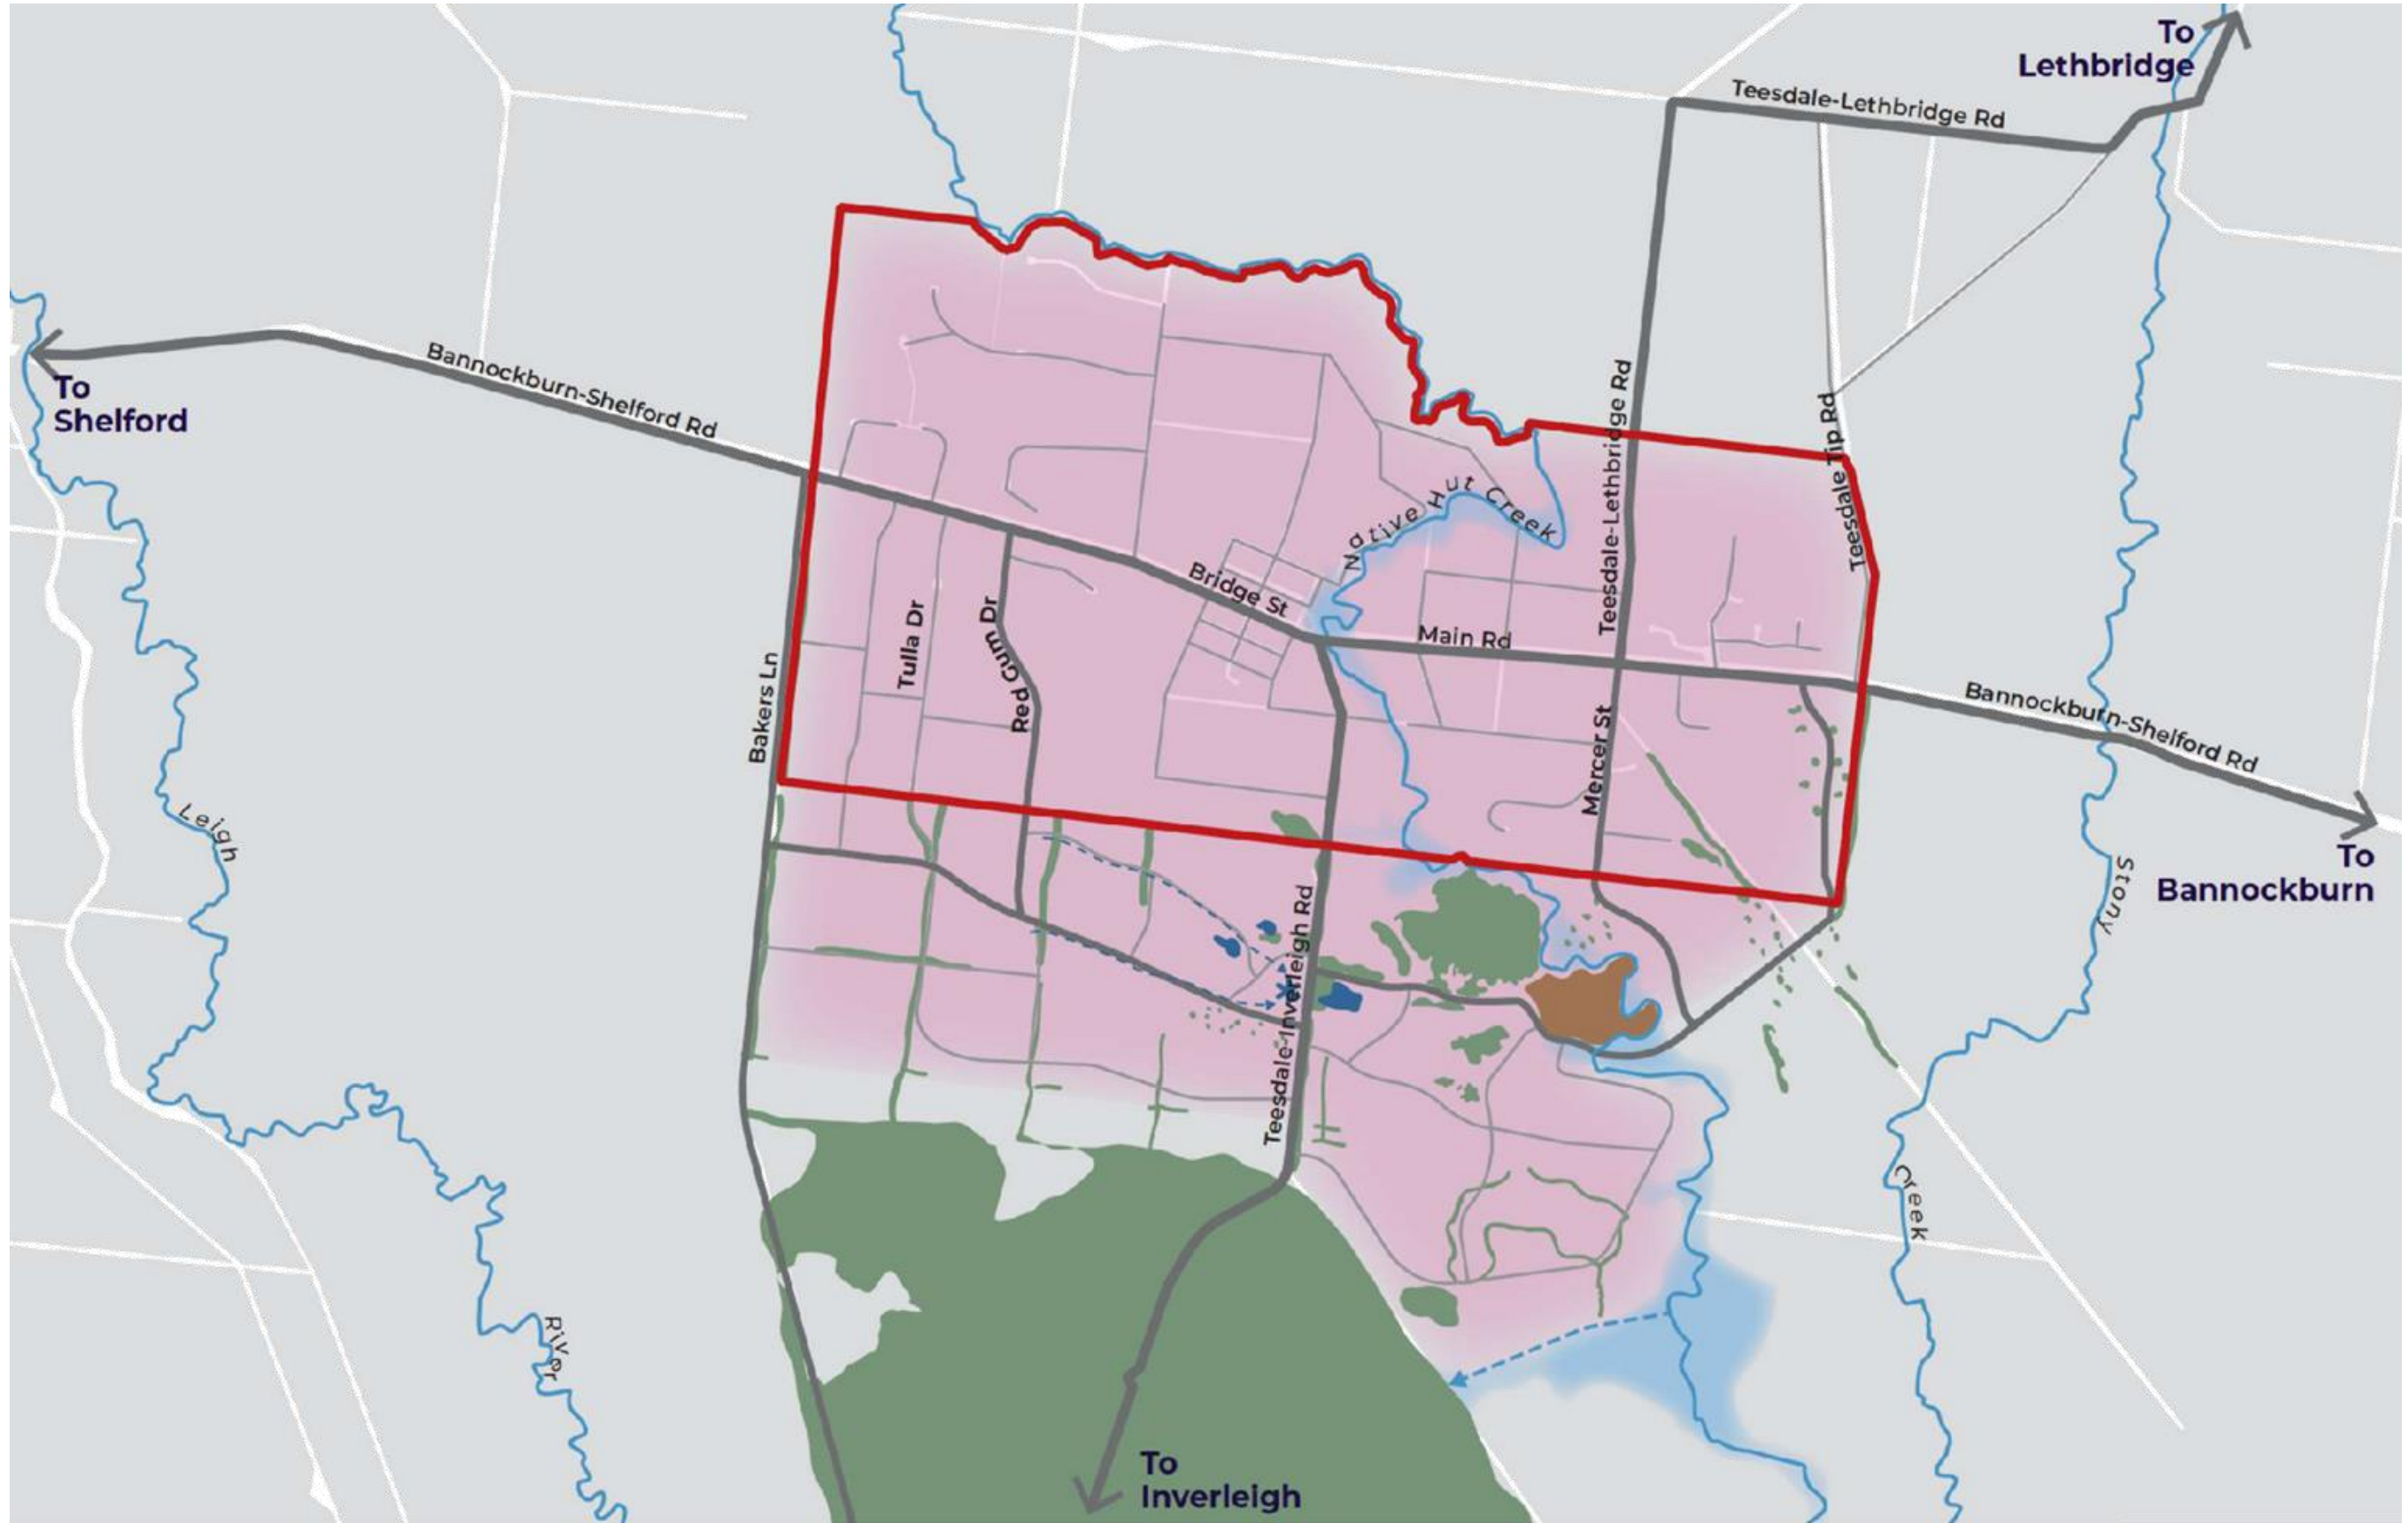 To
Lethbridge
Teesdale-Lethbridge Rd
To
Shelford
Bannockburn-Shelford Rd
Teesdale-Lethbridge Rd
Teesdale Tip Rd
Native Hut Creek
Bridge St
Main Rd
Tulla Dr
Red Gum Dr
Bakers Ln
Mercer St
Bannockburn-Shelford Rd
To
Bannockburn
Leigh
River
Stony
Creek
Teesdale-Inverleigh Rd
To
Inverleigh